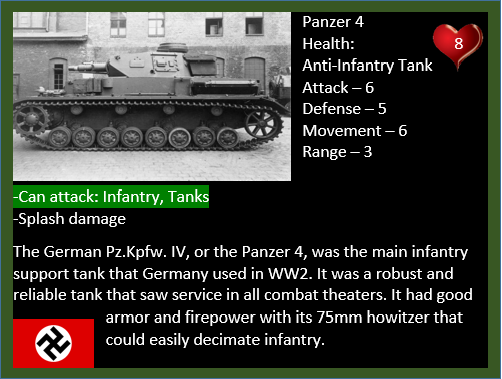 Panzer 4
Health:
8
Anti-Infantry Tank
Attack – 6
Defense – 5
Movement – 6
Range – 3
-Can attack: Infantry, Tanks
-Splash damage
The German Pz.Kpfw. IV, or the Panzer 4, was the main infantry
support tank that Germany used in WW2. It was a robust and
reliable tank that saw service in all combat theaters. It had good
armor and firepower with its 75mm howitzer that
could easily decimate infantry.